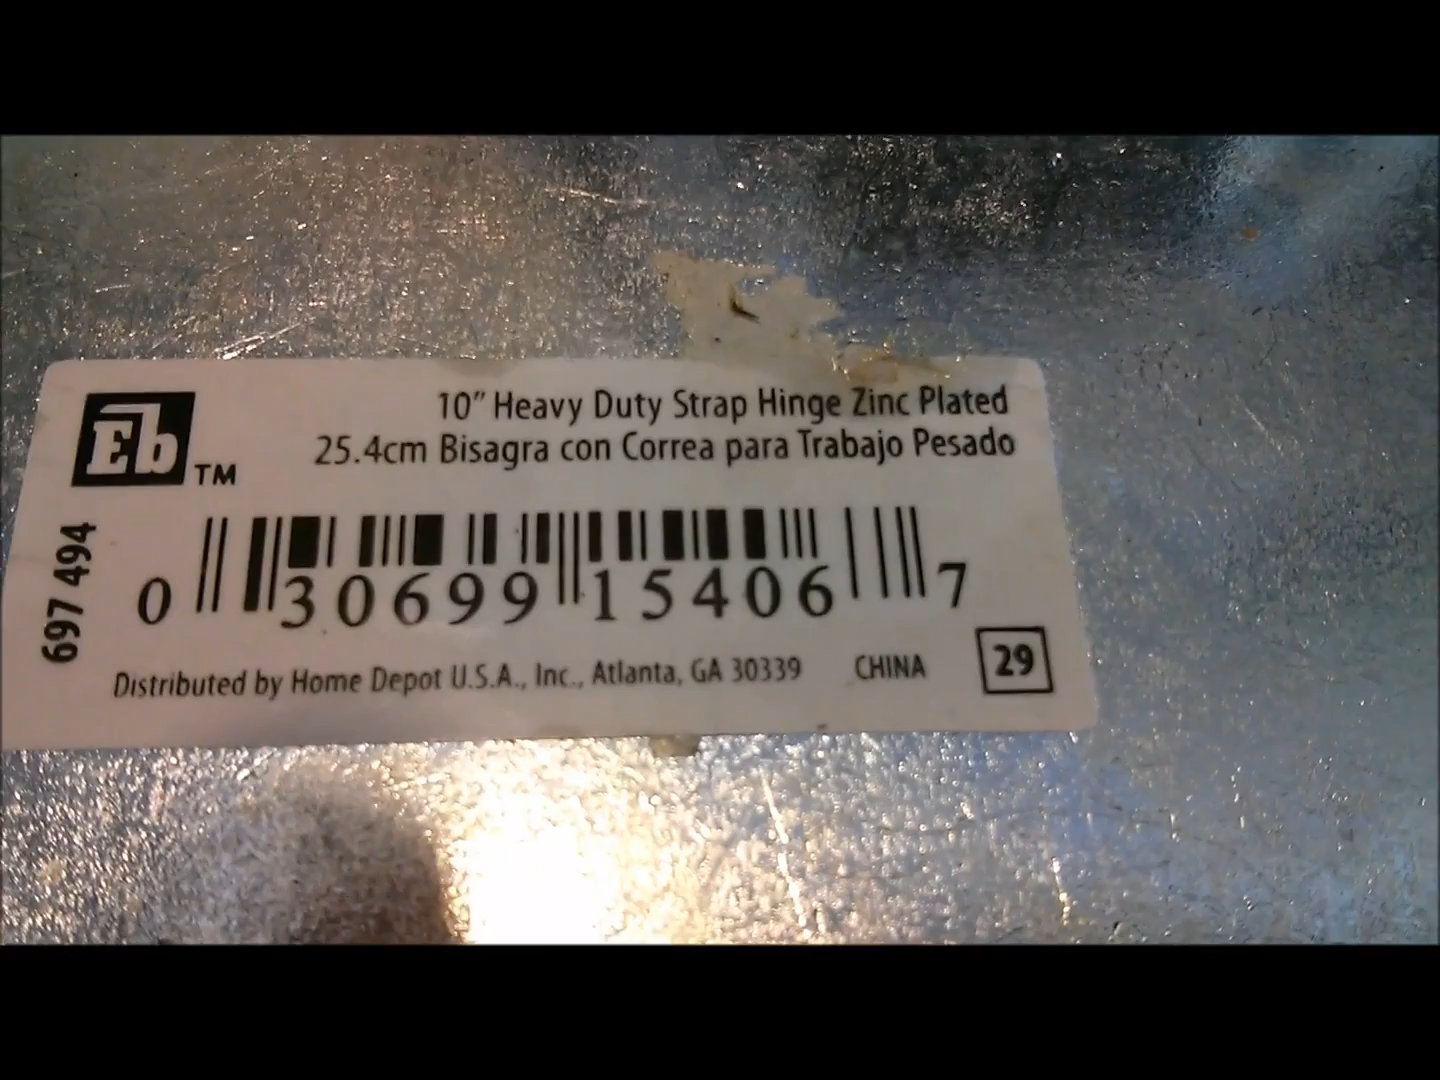 Eb TM
10" Heavy Duty Strap Hinge Zinc Plated
25.4cm Bisagra con Correa para Trabajo Pesado
697 494
0 30699 15406 7
Distributed by Home Depot U.S.A., Inc., Atlanta, GA 30339 CHINA 29